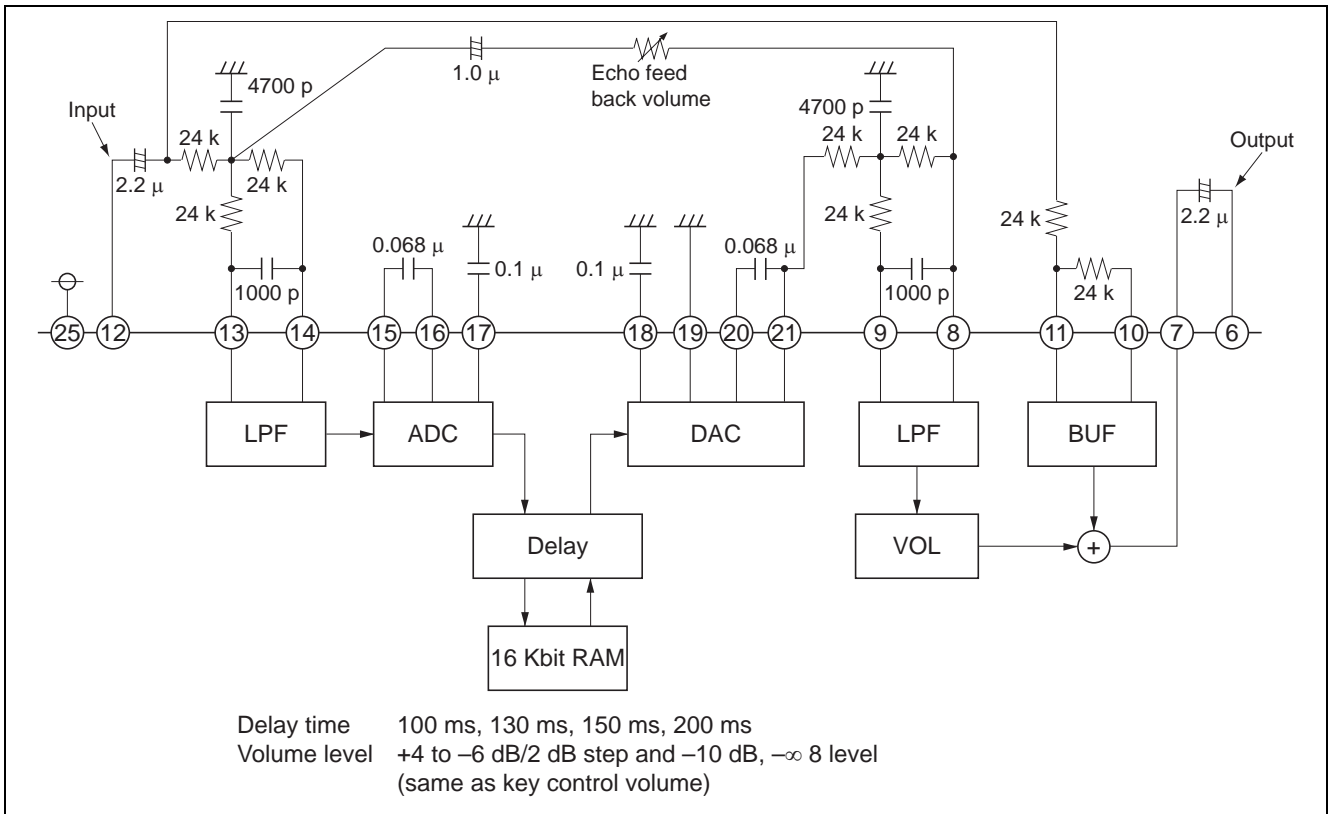 1.0 μ
Echo feed
back volume
4700 p
4700 p
Input
24 k
24 k
24 k
Output
2.2 μ
24 k
2.2 μ
24 k
24 k
24 k
0.068 μ
0.068 μ
0.1 μ
0.1 μ
1000 p
1000 p
24 k
25
12
13
14
15
16
17
18
19
20
21
9
8
11
10
7
6
LPF
ADC
DAC
LPF
BUF
Delay
VOL
+
16 Kbit RAM
Delay time 100 ms, 130 ms, 150 ms, 200 ms
Volume level +4 to –6 dB/2 dB step and –10 dB, –∞ 8 level
(same as key control volume)